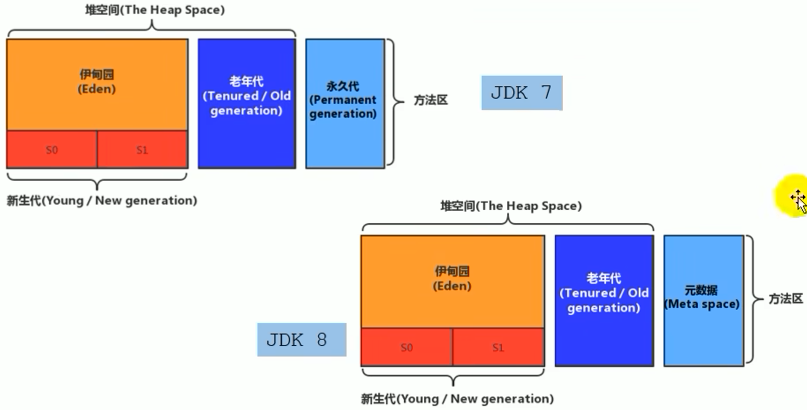 堆空间(The Heap Space)
伊甸园
(Eden)
老年代
(Tenured / Old
generation)
永久代
(Permanent
generation)
方法区
JDK 7
S0
S1
新生代(Young / New generation)
堆空间(The Heap Space)
伊甸园
(Eden)
老年代
(Tenured / Old
generation)
元数据
(Meta space)
方法区
JDK 8
S0
S1
新生代(Young / New generation)